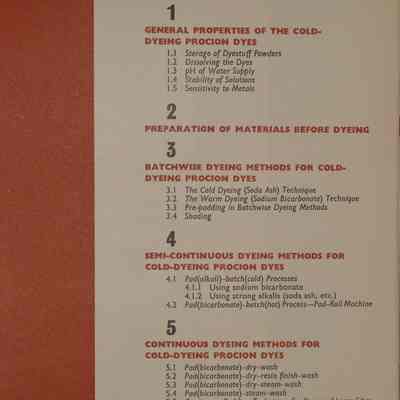 1
GENERAL PROPERTIES OF THE COLD-
DYEING PROCION DYES
1.1 Storage of Dyestuff Powders
1.2 Dissolving the Dyes
1.3 pH of Water Supply
1.4 Stability of Solutions
1.5 Sensitivity to Metals
2
PREPARATION OF MATERIALS BEFORE DYEING
3
BATCHWISE DYEING METHODS FOR COLD-
DYEING PROCION DYES
3.1 The Cold Dyeing (Soda Ash) Technique
3.2 The Warm Dyeing (Sodium Bicarbonate) Technique
3.3 Pre-padding in Batchwise Dyeing Methods
3.4 Shading
4
SEMI-CONTINUOUS DYEING METHODS FOR
COLD-DYEING PROCION DYES
4.1 Pad(alkali)-batch(cold) Processes
4.1.1 Using sodium bicarbonate
4.1.2 Using strong alkalis (soda ash, etc.)
4.2 Pad(bicarbonate)-batch(hot) Process—Pad-Roll Machine
5
CONTINUOUS DYEING METHODS FOR
COLD-DYEING PROCION DYES
5.1 Pad(bicarbonate)-dry-wash
5.2 Pad(bicarbonate)-dry-resin finish-wash
5.3 Pad(bicarbonate)-dry-steam-wash
5.4 Pad(bicarbonate)-steam-wash